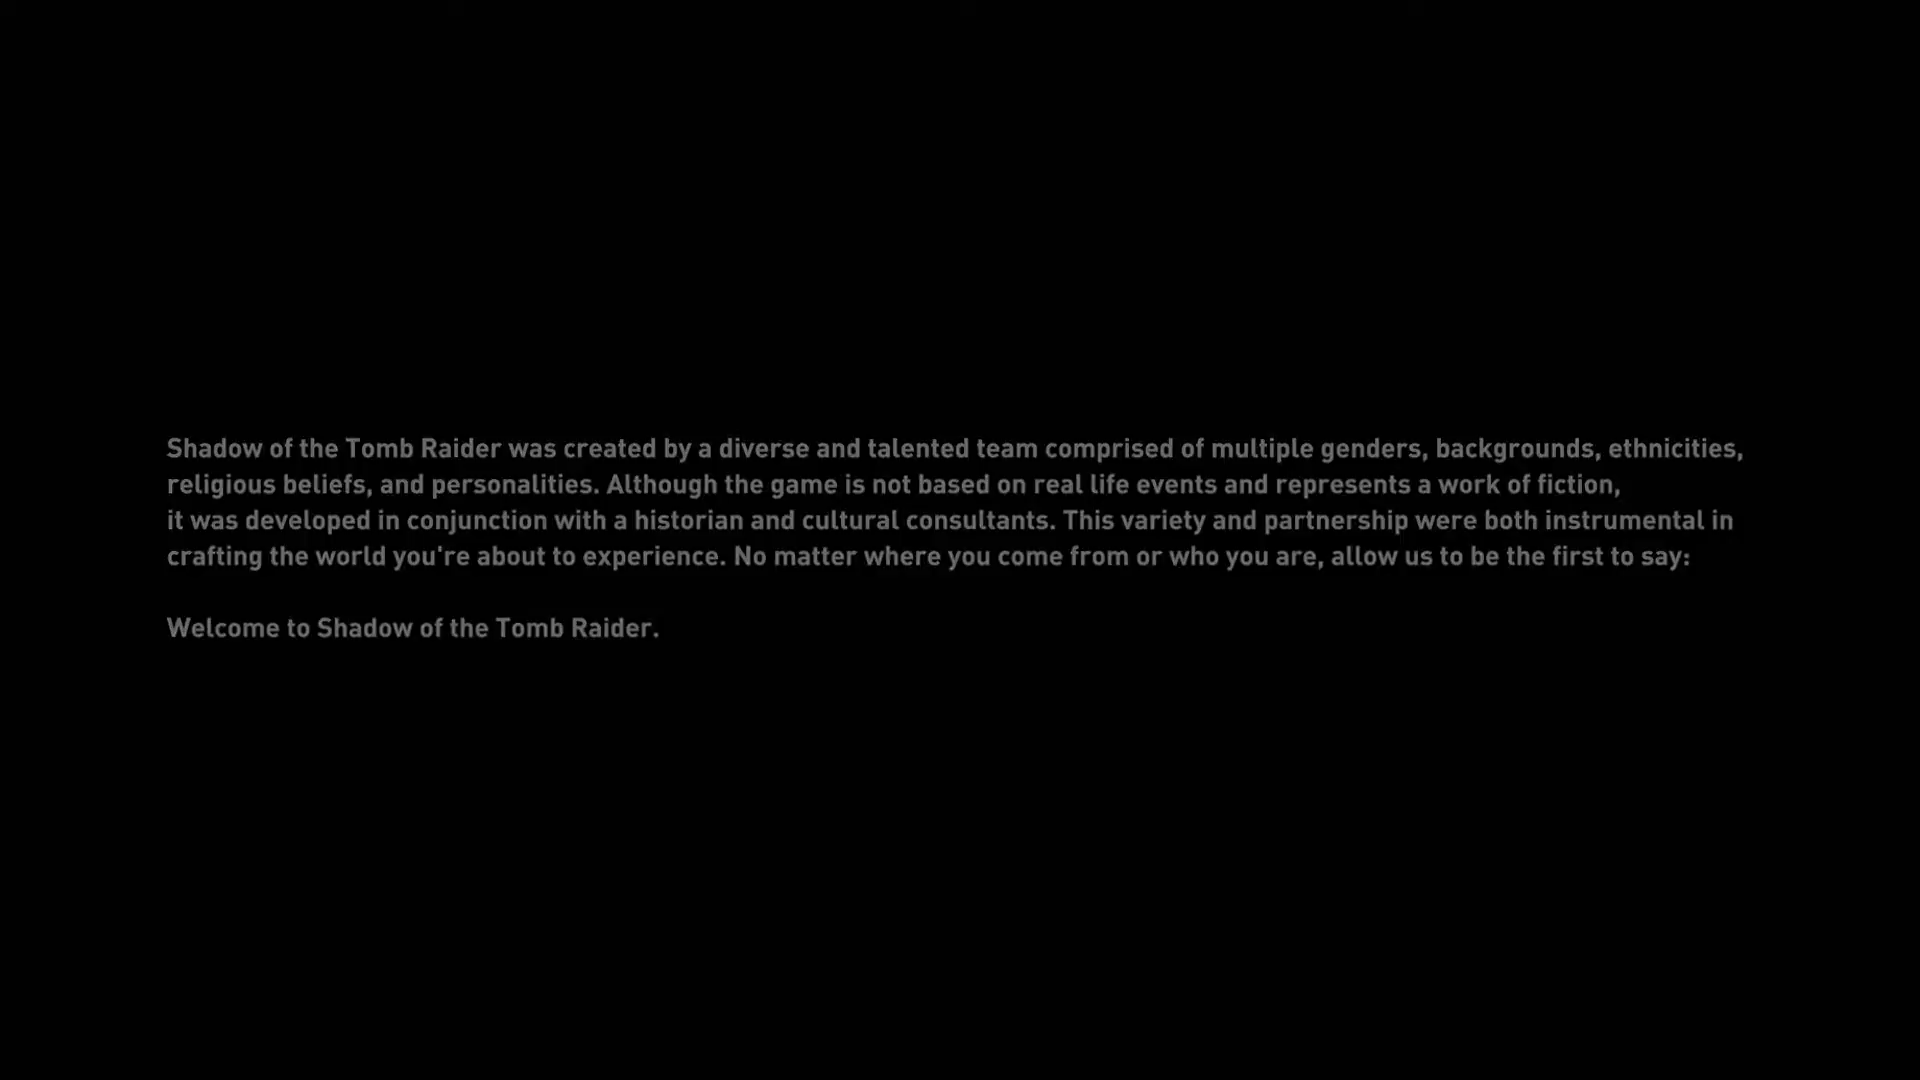 Shadow of the Tomb Raider was created by a diverse and talented team comprised of multiple genders, backgrounds, ethnicities,
religious beliefs, and personalities. Although the game is not based on real life events and represents a work of fiction,
it was developed in conjunction with a historian and cultural consultants. This variety and partnership were both instrumental in
crafting the world you're about to experience. No matter where you come from or who you are, allow us to be the first to say:
Welcome to Shadow of the Tomb Raider.